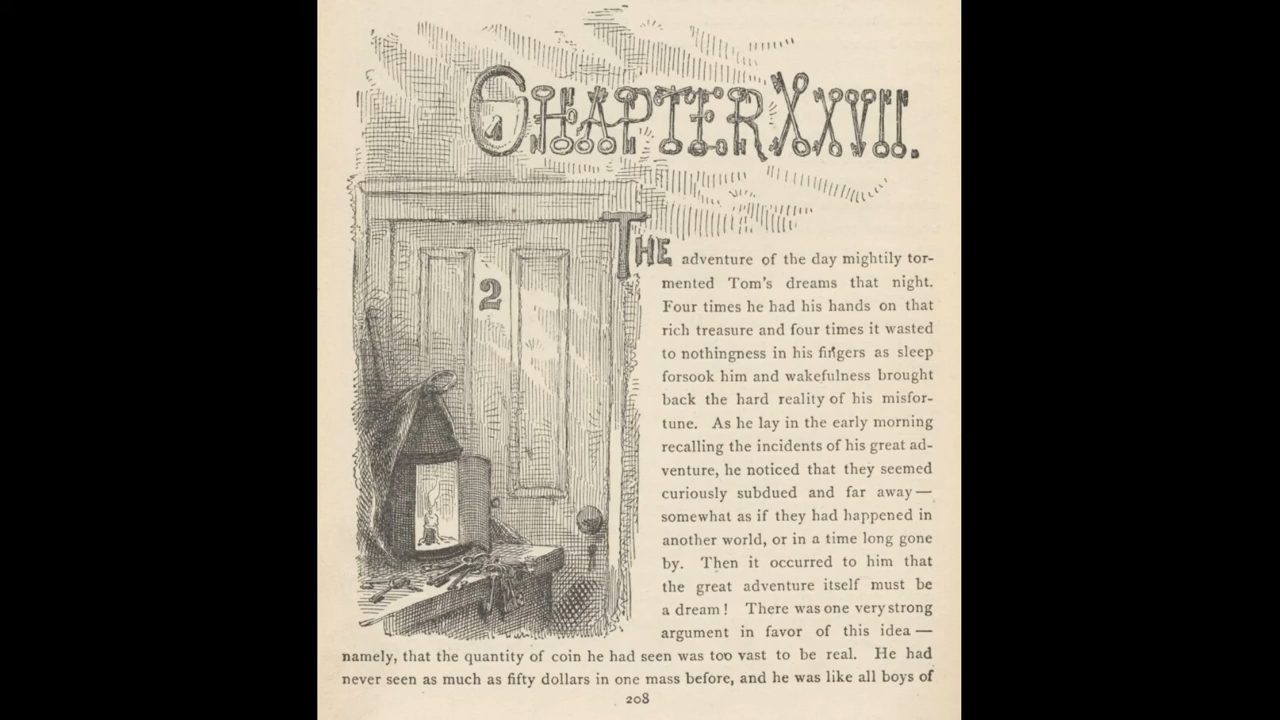 CHAPTER XXVII.
2
THE adventure of the day mightily tor-
mented Tom's dreams that night.
Four times he had his hands on that
rich treasure and four times it wasted
to nothingness in his fingers as sleep
forsook him and wakefulness brought
back the hard reality of his misfor-
tune. As he lay in the early morning
recalling the incidents of his great ad-
venture, he noticed that they seemed
curiously subdued and far away—
somewhat as if they had happened in
another world, or in a time long gone
by. Then it occurred to him that
the great adventure itself must be
a dream! There was one very strong
argument in favor of this idea—
namely, that the quantity of coin he had seen was too vast to be real. He had
never seen as much as fifty dollars in one mass before, and he was like all boys of
208